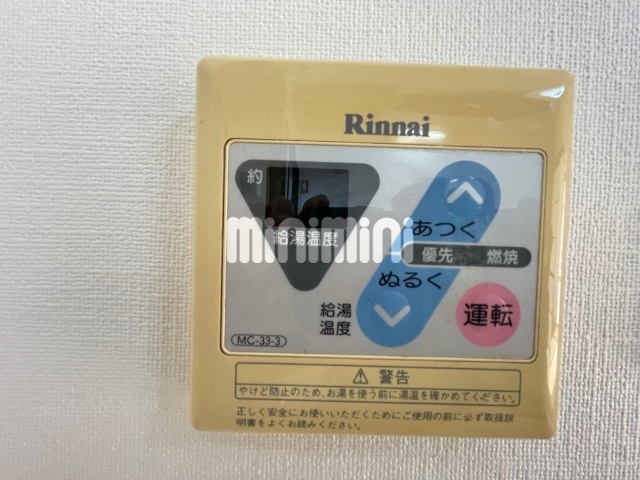 Rinnai
約
minimini
給湯温度
あつく
優先 燃焼
ぬるく
給湯
温度
運転
MC-33-3
⚠ 警告
やけど防止のため、お湯を使う前に湯温を確かめてください。
正しく安全にお使いいただくためにご使用の前に必ず取扱説
明書をよくお読みください。